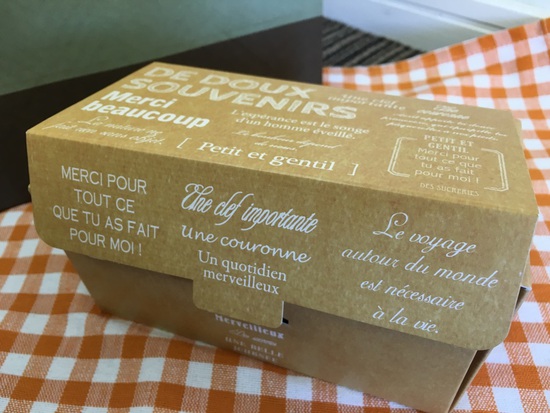 DE DOUX
SOUVENIRS
Merci
beaucoup
L'espérance est le songe
d'un homme éveillé.
[ Petit et gentil ]
PETIT ET
GENTIL
Merci pour
tout ce que
tu as fait
pour moi !
DES SUCRERIES
MERCI POUR
TOUT CE
QUE TU AS FAIT
POUR MOI !
Une clef importante
Une couronne
Un quotidien
merveilleux
Le voyage
autour du monde
est nécessaire
à la vie.
Merveilleux
UNE BELLE